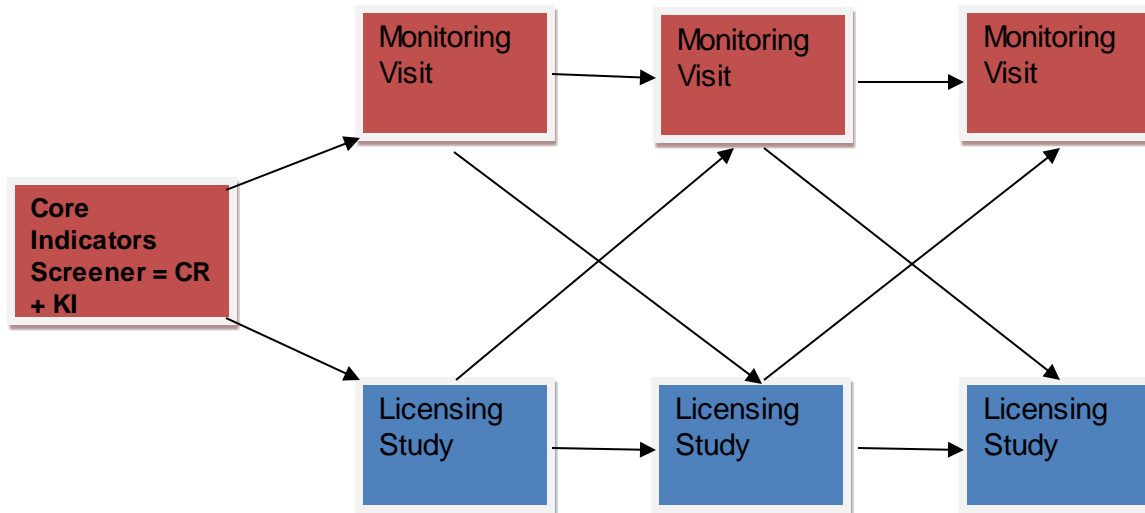 Monitoring
Visit
Monitoring
Visit
Monitoring
Visit
Core
Indicators
Screener = CR
+ KI
Licensing
Study
Licensing
Study
Licensing
Study